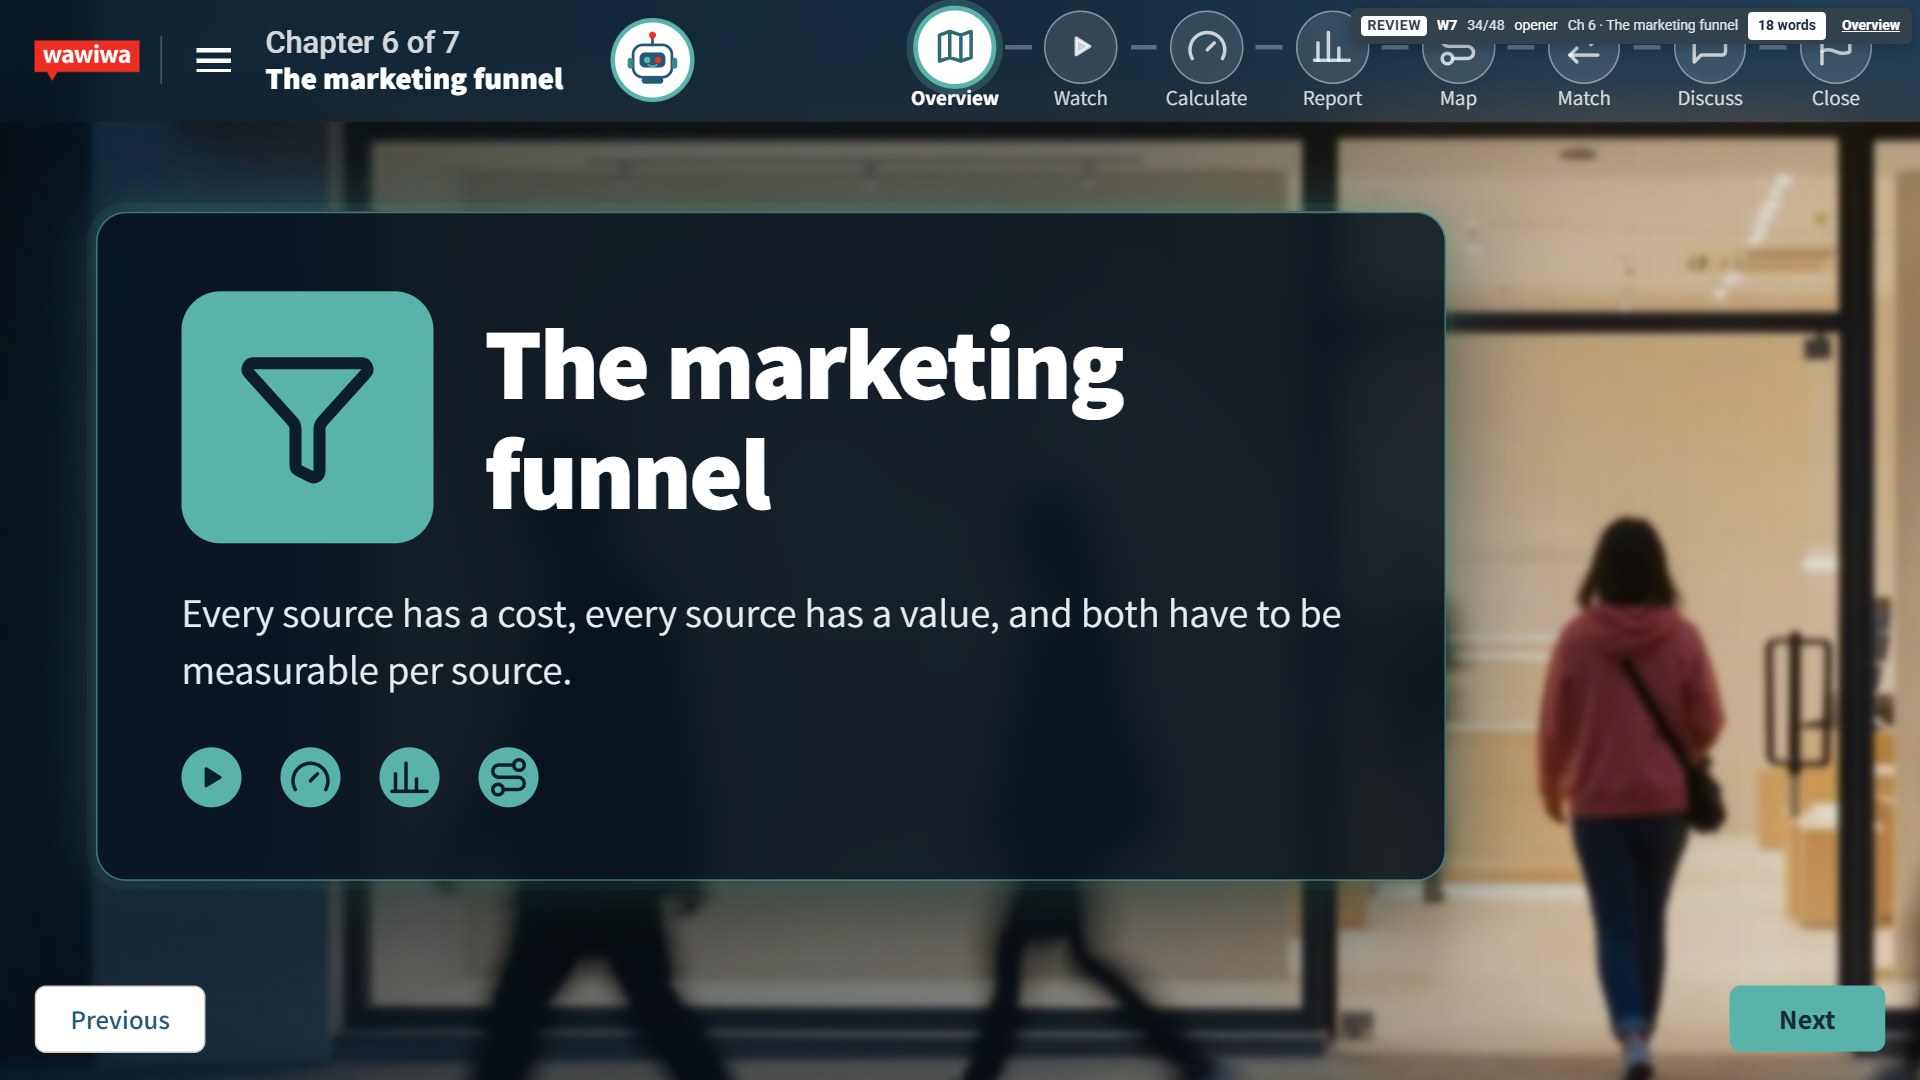 wawiwa
Chapter 6 of 7
The marketing funnel
REVIEW W7 34/48 opener Ch 6 · The marketing funnel 18 words Overview
Overview
Watch
Calculate
Report
Map
Match
Discuss
Close
The marketing
funnel
Every source has a cost, every source has a value, and both have to be
measurable per source.
Previous
Next